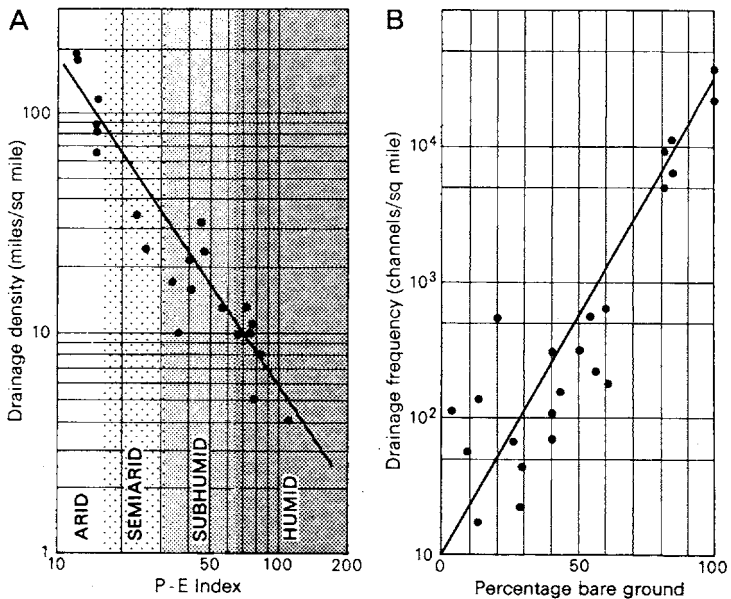 A
Drainage density (miles/sq mile)
100
10
1
ARID
SEMIARID
SUBHUMID
HUMID
10
50
100
200
P-E Index
B
Drainage frequency (channels/sq mile)
10⁴
10³
10²
10
0
50
100
Percentage bare ground